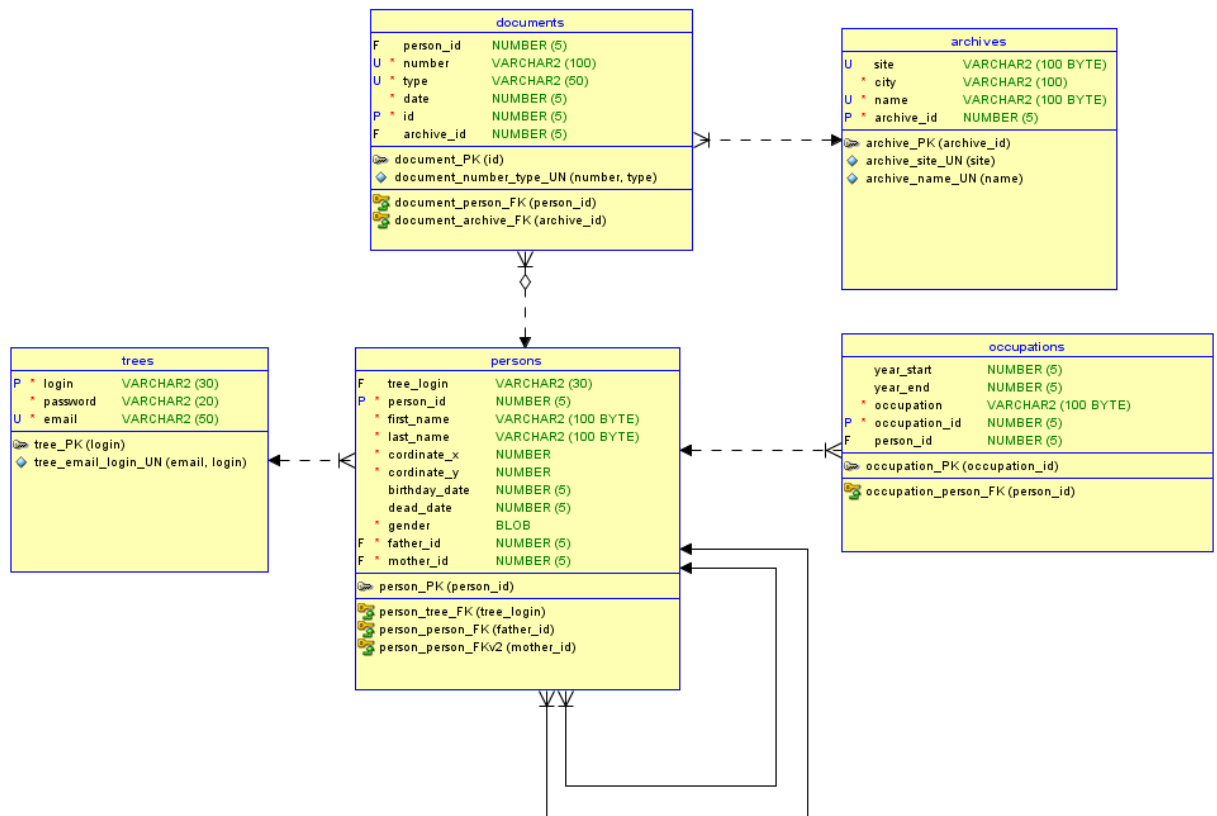 documents
F person_id NUMBER (5)
U * number VARCHAR2 (100)
U * type VARCHAR2 (50)
* date NUMBER (5)
P * id NUMBER (5)
F archive_id NUMBER (5)
document_PK (id)
document_number_type_UN (number, type)
document_person_FK (person_id)
document_archive_FK (archive_id)
archives
U site VARCHAR2 (100 BYTE)
* city VARCHAR2 (100)
U * name VARCHAR2 (100 BYTE)
P * archive_id NUMBER (5)
archive_PK (archive_id)
archive_site_UN (site)
archive_name_UN (name)
trees
P * login VARCHAR2 (30)
* password VARCHAR2 (20)
U * email VARCHAR2 (50)
tree_PK (login)
tree_email_login_UN (email, login)
persons
F tree_login VARCHAR2 (30)
P * person_id NUMBER (5)
* first_name VARCHAR2 (100 BYTE)
* last_name VARCHAR2 (100 BYTE)
* cordinate_x NUMBER
* cordinate_y NUMBER
birthday_date NUMBER (5)
dead_date NUMBER (5)
* gender BLOB
F * father_id NUMBER (5)
F * mother_id NUMBER (5)
person_PK (person_id)
person_tree_FK (tree_login)
person_person_FK (father_id)
person_person_FKv2 (mother_id)
occupations
year_start NUMBER (5)
year_end NUMBER (5)
* occupation VARCHAR2 (100 BYTE)
P * occupation_id NUMBER (5)
F person_id NUMBER (5)
occupation_PK (occupation_id)
occupation_person_FK (person_id)